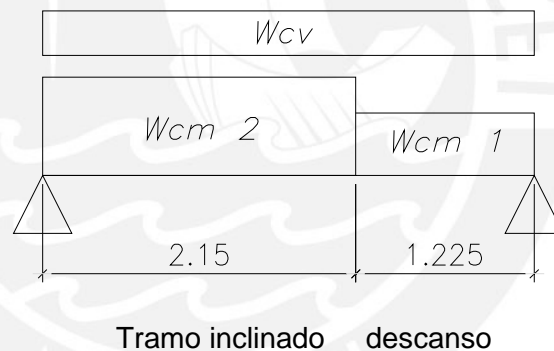 Wcv
Wcm 2
Wcm 1
2.15
1.225
Tramo inclinado descanso